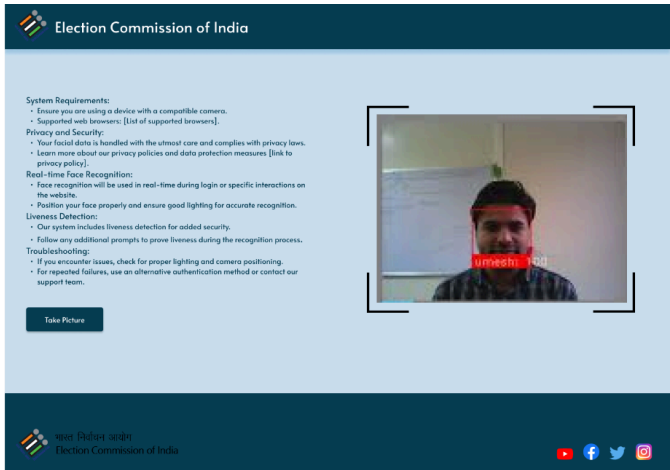 Election Commission of India
System Requirements:
• Ensure you are using a device with a compatible camera.
• Supported web browsers: [List of supported browsers].
Privacy and Security:
• Your facial data is handled with the utmost care and complies with privacy laws.
• Learn more about our privacy policies and data protection measures [link to
privacy policy].
Real-time Face Recognition:
• Face recognition will be used in real-time during login or specific interactions on
the website.
• Position your face properly and ensure good lighting for accurate recognition.
Liveness Detection:
• Our system includes liveness detection for added security.
• Follow any additional prompts to prove liveness during the recognition process.
Troubleshooting:
• If you encounter issues, check for proper lighting and camera positioning.
• For repeated failures, use an alternative authentication method or contact our
support team.
umesh: 100
Take Picture
भारत निर्वाचन आयोग
Election Commission of India